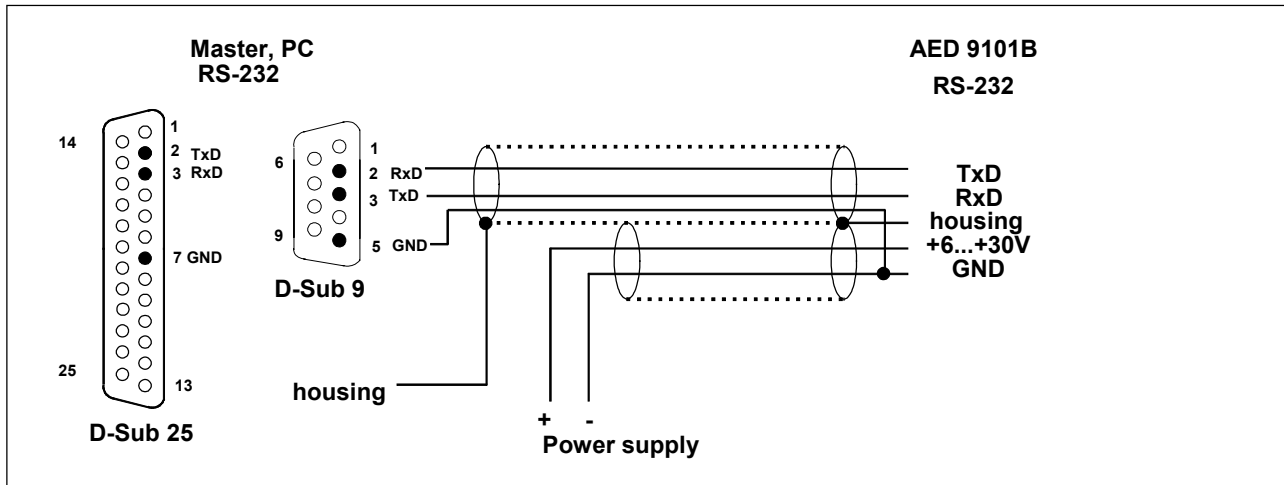 Master, PC
RS-232
AED 9101B
RS-232
14
1
2 TxD
3 RxD
7 GND
25
13
D-Sub 25
6
1
2 RxD
3 TxD
9
5 GND
D-Sub 9
TxD
RxD
housing
+6...+30V
GND
housing
+ -
Power supply